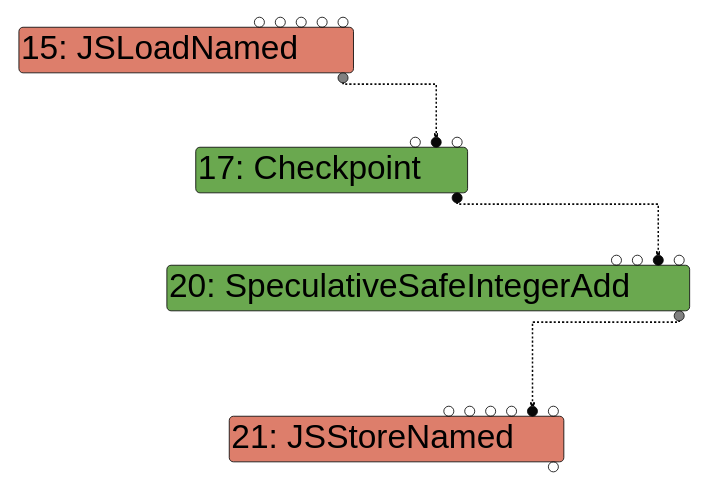 15: JSLoadNamed
17: Checkpoint
20: SpeculativeSafeIntegerAdd
21: JSStoreNamed